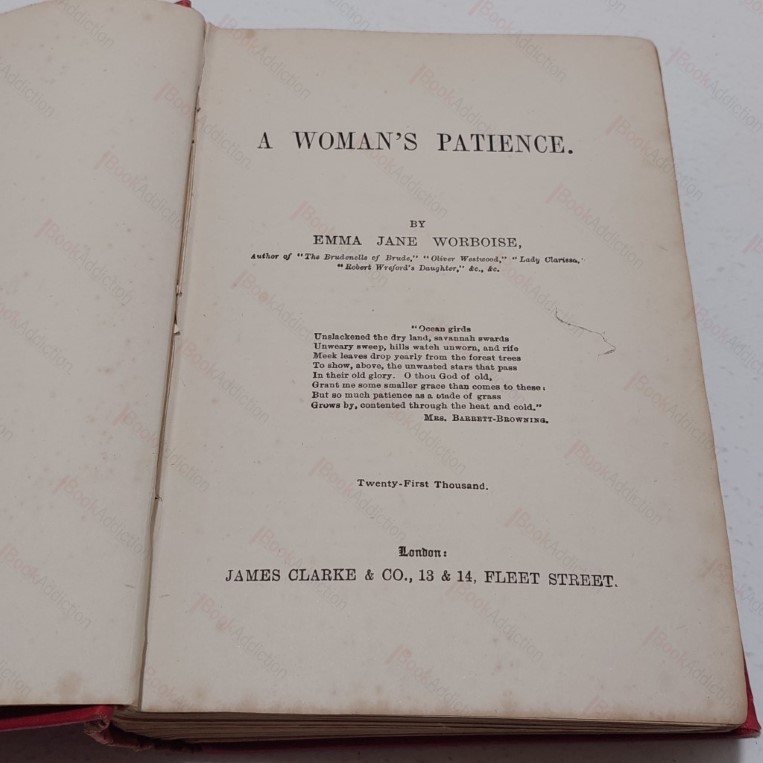 A WOMAN'S PATIENCE.
BY
EMMA JANE WORBOISE,
Author of "The Brudenells of Brude," "Oliver Westwood," "Lady Clarissa,"
"Robert Wreford's Daughter," &c., &c.
"Ocean girds
Unslackened the dry land, savannah swards
Unweary sweep, hills watch unworn, and rife
Meek leaves drop yearly from the forest trees
To show, above, the unwasted stars that pass
In their old glory. O thou God of old,
Grant me some smaller grace than comes to these,
But so much patience as a blade of grass
Grows by, contented through the heat and cold."
MRS. BARRETT-BROWNING.
Twenty-First Thousand.
London:
JAMES CLARKE & CO., 13 & 14, FLEET STREET.
BookAddiction